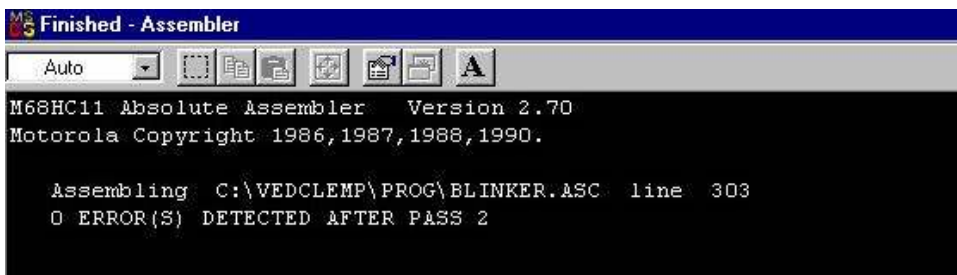 Finished - Assembler
Auto
A
M68HC11 Absolute Assembler Version 2.70
Motorola Copyright 1986,1987,1988,1990.
Assembling C:\VEDCLEMP\PROG\BLINKER.ASC line 303
0 ERROR(S) DETECTED AFTER PASS 2